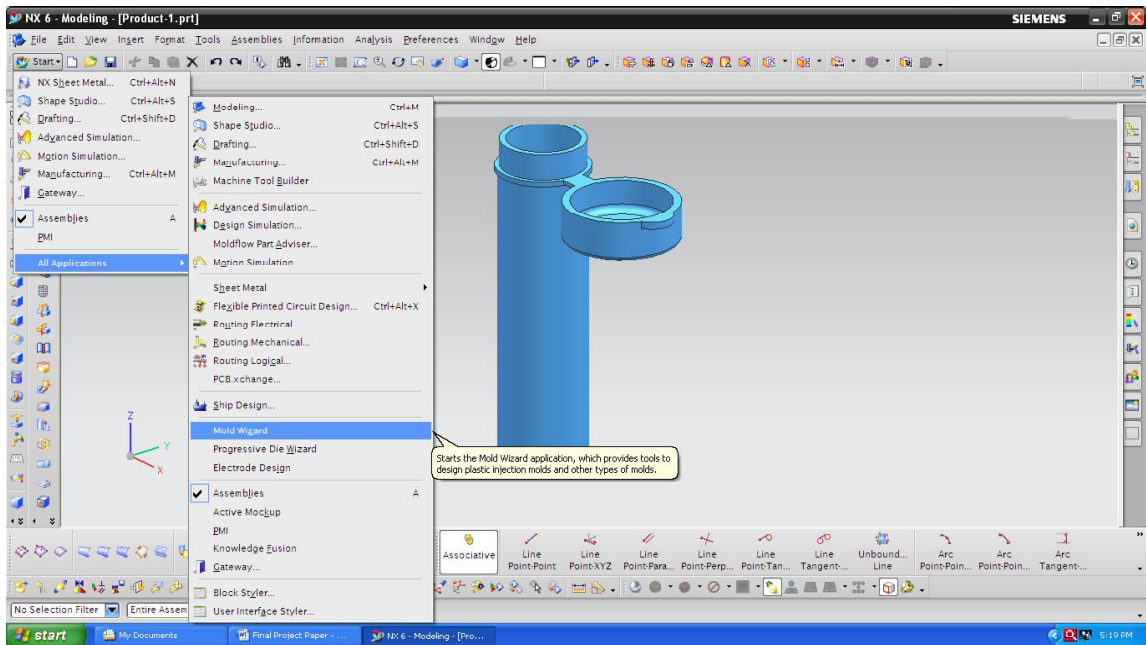 NX 6 - Modeling - [Product-1.prt]
SIEMENS
File Edit View Insert Format Tools Assemblies Information Analysis Preferences Window Help
Start
NX Sheet Metal... Ctrl+Alt+N
Shape Studio... Ctrl+Alt+S
Drafting... Ctrl+Shift+D
Advanced Simulation...
Motion Simulation...
Manufacturing... Ctrl+Alt+M
Gateway...
Assemblies A
PMI
All Applications
Modeling... Ctrl+M
Shape Studio... Ctrl+Alt+S
Drafting... Ctrl+Shift+D
Manufacturing... Ctrl+Alt+M
Machine Tool Builder
Advanced Simulation...
Design Simulation...
Moldflow Part Adviser...
Motion Simulation
Sheet Metal
Flexible Printed Circuit Design... Ctrl+Alt+X
Routing Electrical
Routing Mechanical...
Routing Logical...
PCB.xchange...
Ship Design...
Mold Wizard
Progressive Die Wizard
Electrode Design
Assemblies A
Active Mockup
PMI
Knowledge Fusion
Gateway...
Block Styler...
User Interface Styler...
Starts the Mold Wizard application, which provides tools to
design plastic injection molds and other types of molds.
Z
Y
X
Associative Line Line Line Line Line Line Unbound... Arc Arc Arc
Point-Point Point-XYZ Point-Para... Point-Perp... Point-Tan... Tangent-... Line Point-Poin... Point-Poin... Tangent-...
No Selection Filter Entire Assem
start My Documents Final Project Paper - ... NX 6 - Modeling - [Pro... 5:19 PM